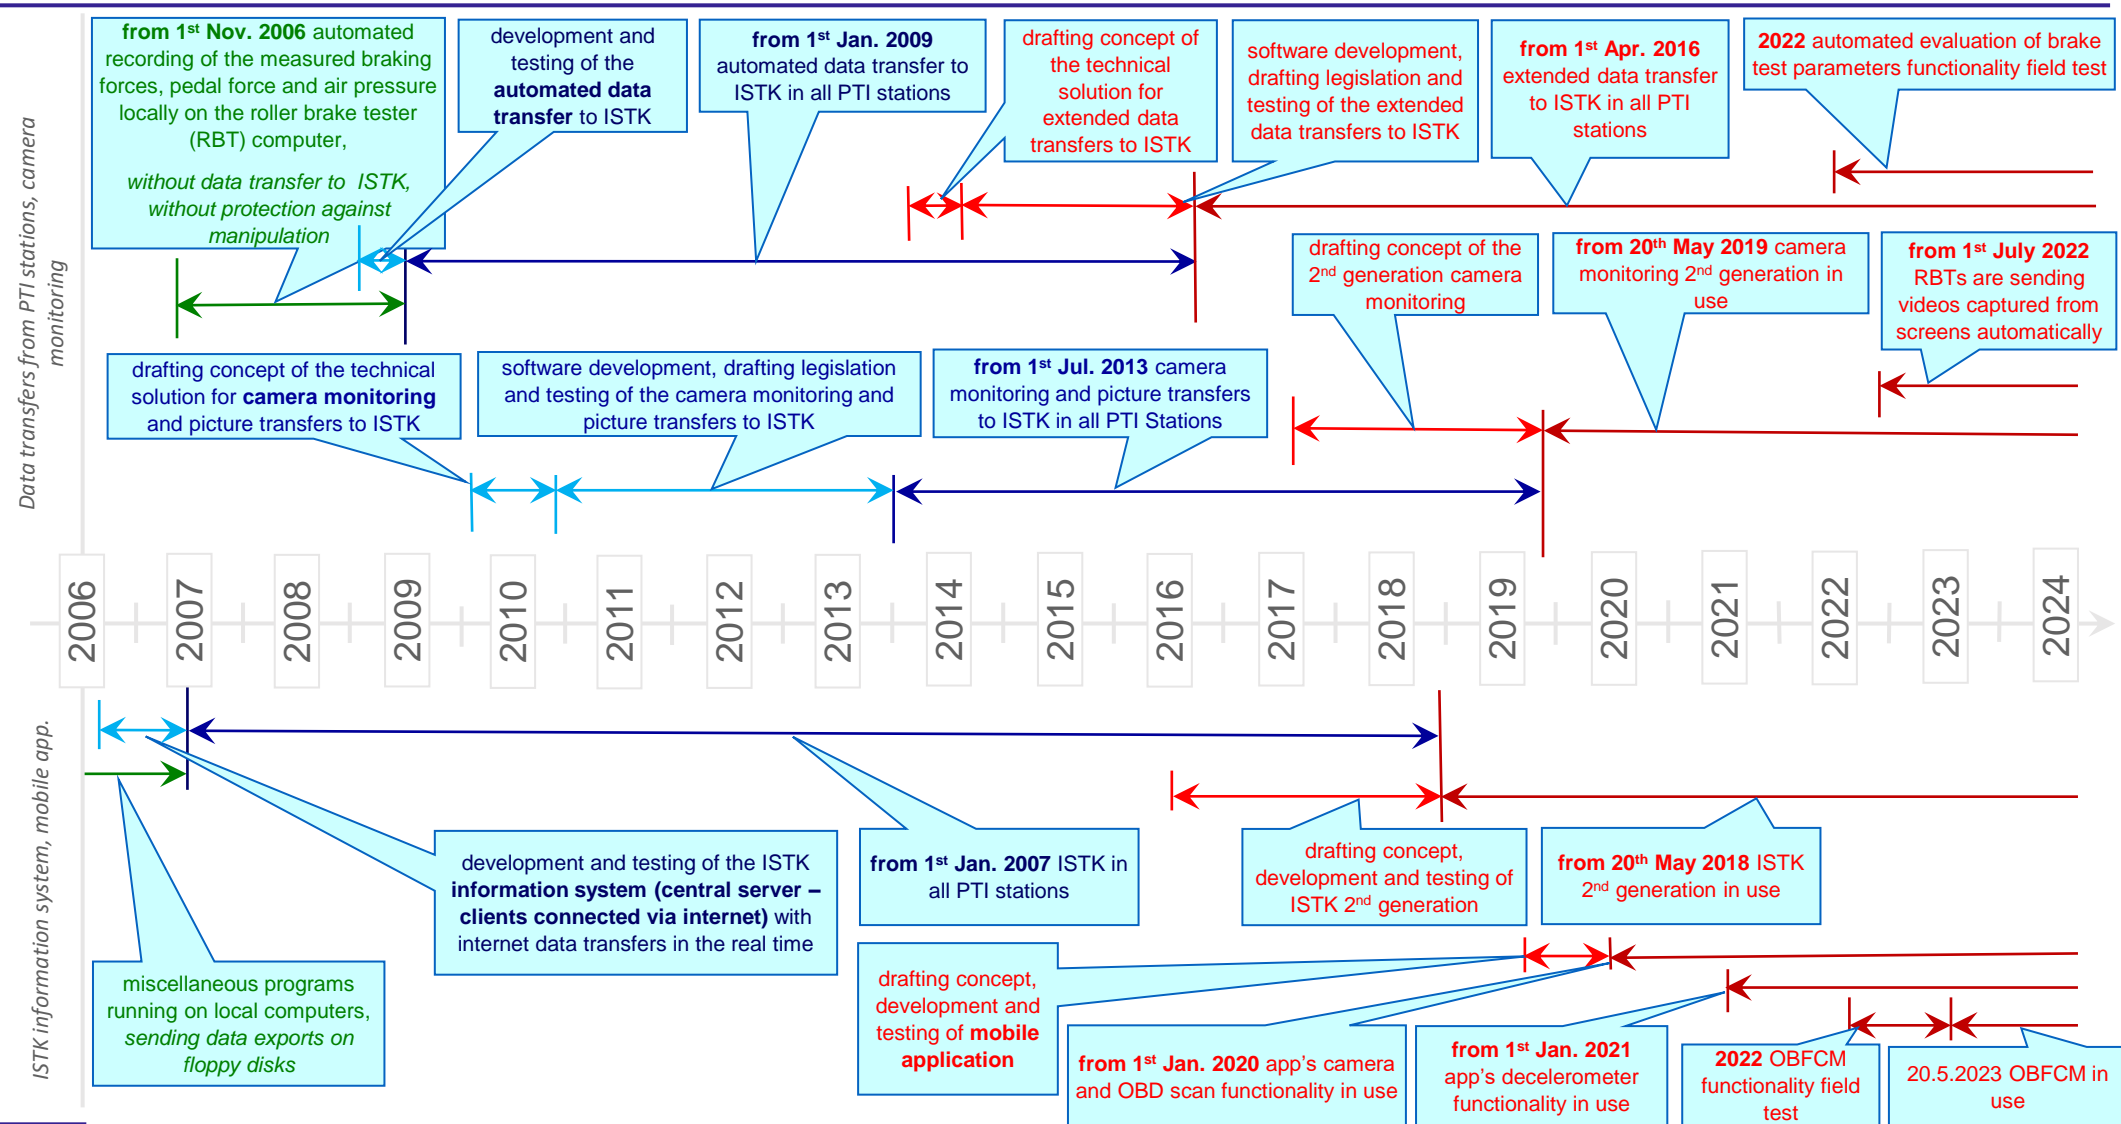 Data transfers from PTI stations, camera
monitoring
from 1st Nov. 2006 automated
recording of the measured braking
forces, pedal force and air pressure
locally on the roller brake tester
(RBT) computer,
without data transfer to ISTK,
without protection against
manipulation
development and
testing of the
automated data
transfer to ISTK
from 1st Jan. 2009
automated data transfer to
ISTK in all PTI stations
drafting concept of
the technical
solution for
extended data
transfers to ISTK
software development,
drafting legislation and
testing of the extended
data transfers to ISTK
from 1st Apr. 2016
extended data transfer
to ISTK in all PTI
stations
2022 automated evaluation of brake
test parameters functionality field test
drafting concept of the
2nd generation camera
monitoring
from 20th May 2019 camera
monitoring 2nd generation in
use
from 1st July 2022
RBTs are sending
videos captured from
screens automatically
drafting concept of the technical
solution for camera monitoring
and picture transfers to ISTK
software development, drafting legislation
and testing of the camera monitoring and
picture transfers to ISTK
from 1st Jul. 2013 camera
monitoring and picture transfers
to ISTK in all PTI Stations
2006
2007
2008
2009
2010
2011
2012
2013
2014
2015
2016
2017
2018
2019
2020
2021
2022
2023
2024
ISTK information system, mobile app.
miscellaneous programs
running on local computers,
sending data exports on
floppy disks
development and testing of the ISTK
information system (central server –
clients connected via internet) with
internet data transfers in the real time
from 1st Jan. 2007 ISTK in
all PTI stations
drafting concept,
development and testing of
ISTK 2nd generation
from 20th May 2018 ISTK
2nd generation in use
drafting concept,
development and
testing of mobile
application
from 1st Jan. 2020 app's camera
and OBD scan functionality in use
from 1st Jan. 2021
app's decelerometer
functionality in use
2022 OBFCM
functionality field
test
20.5.2023 OBFCM in
use